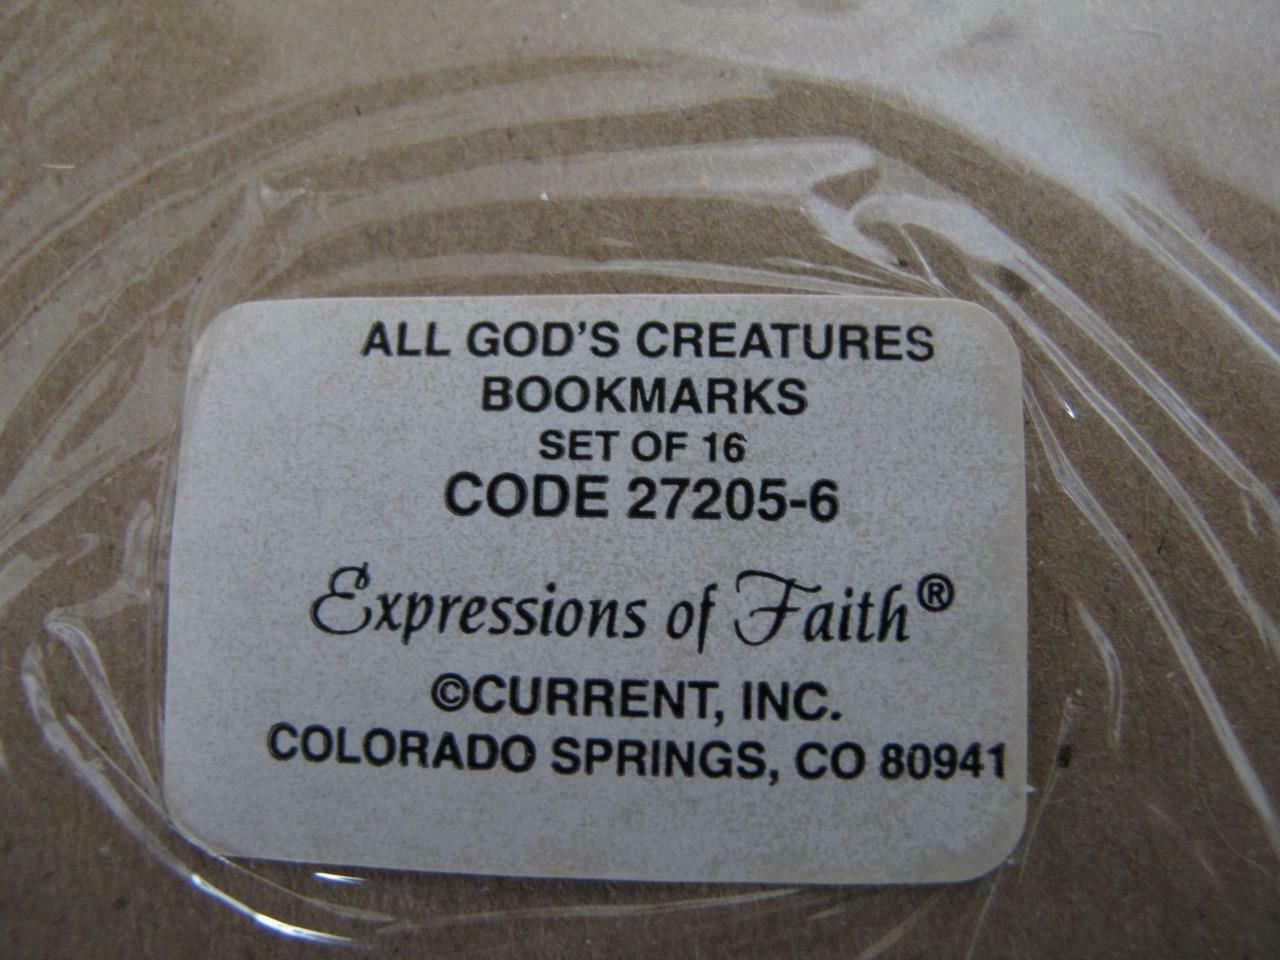 ALL GOD'S CREATURES
BOOKMARKS
SET OF 16
CODE 27205-6
Expressions of Faith®
©CURRENT, INC.
COLORADO SPRINGS, CO 80941